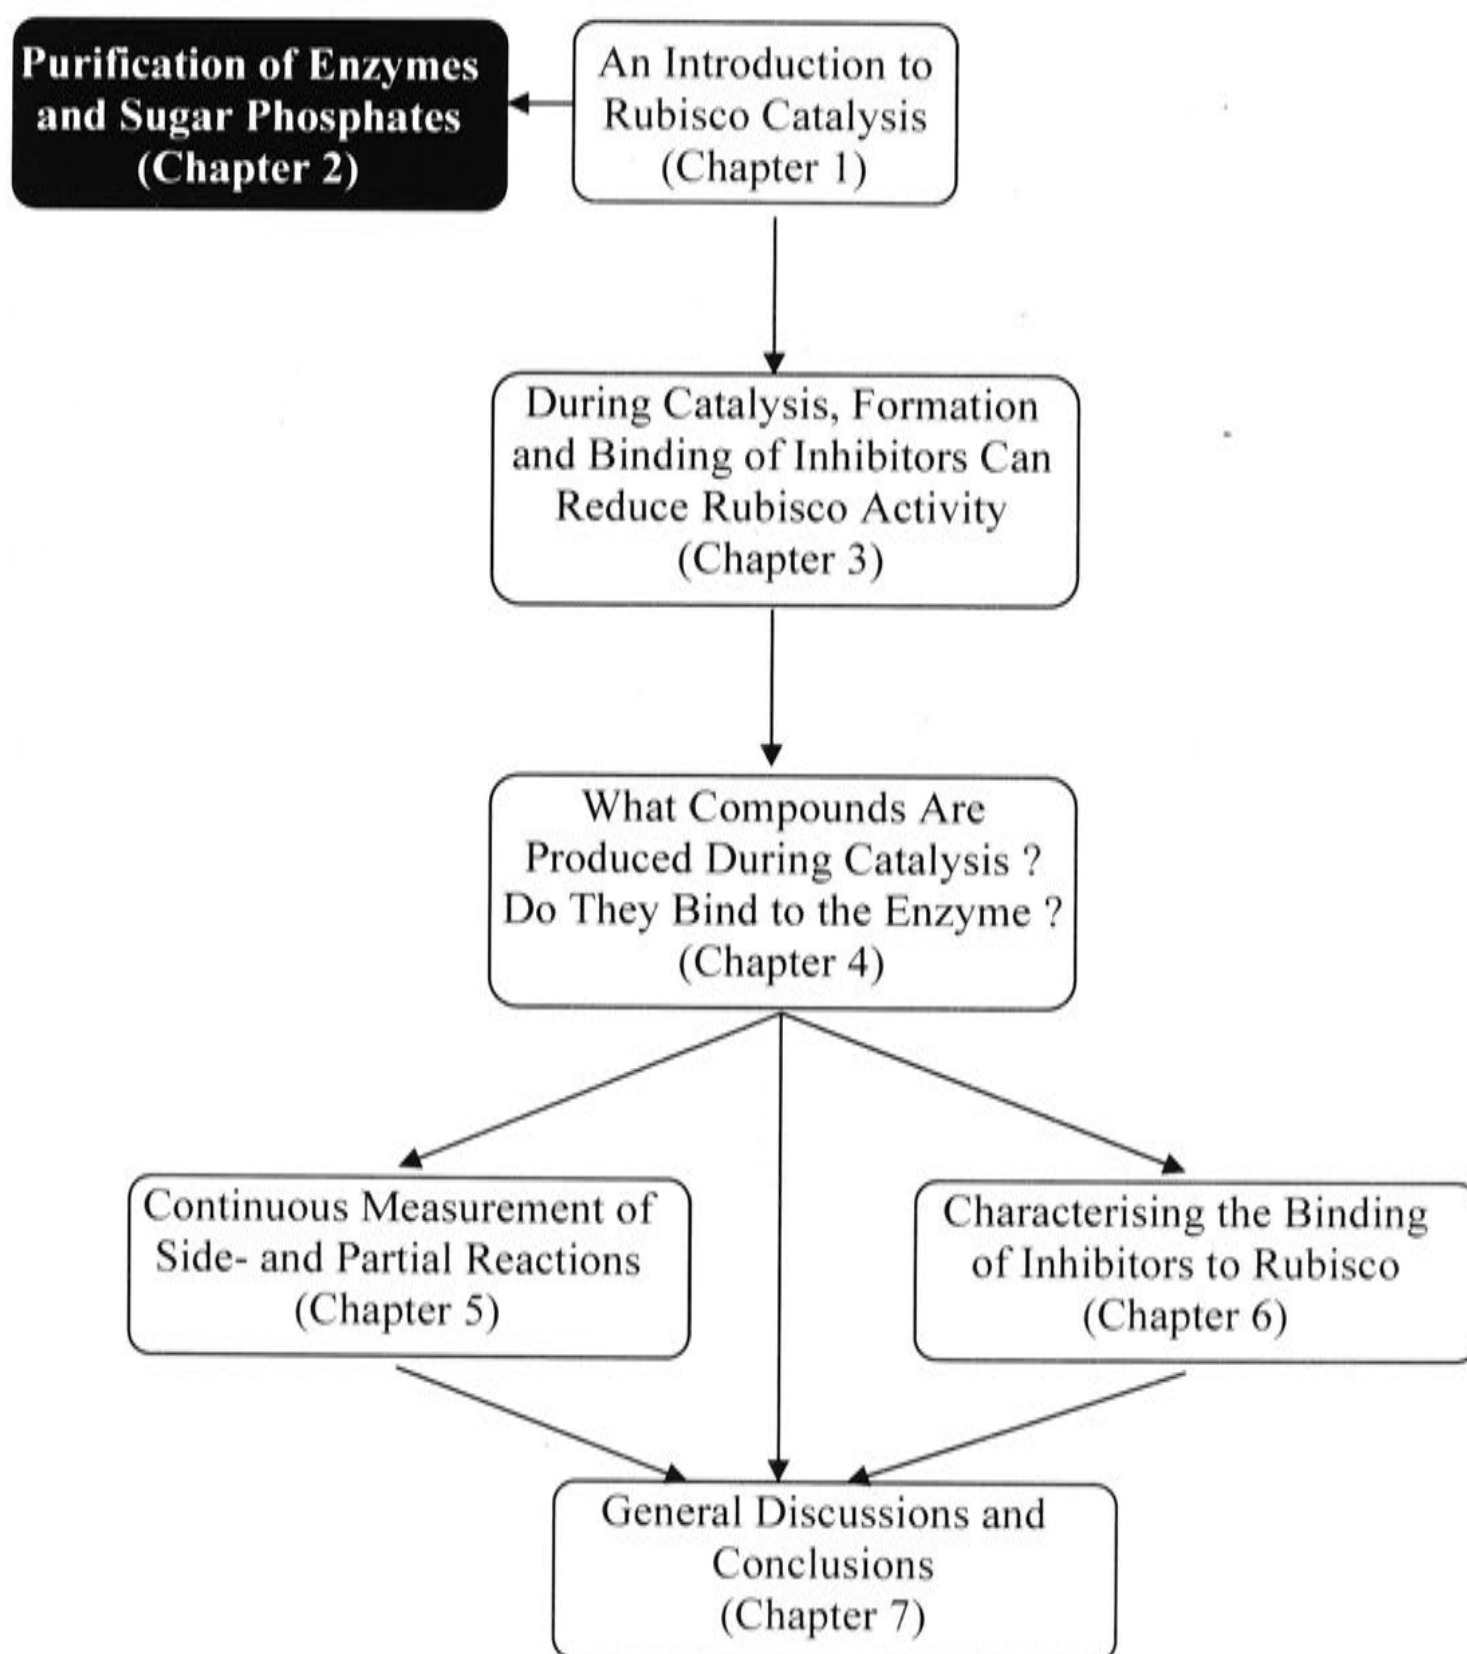 Purification of Enzymes
and Sugar Phosphates
(Chapter 2)
An Introduction to
Rubisco Catalysis
(Chapter 1)
During Catalysis, Formation
and Binding of Inhibitors Can
Reduce Rubisco Activity
(Chapter 3)
What Compounds Are
Produced During Catalysis ?
Do They Bind to the Enzyme ?
(Chapter 4)
Continuous Measurement of
Side- and Partial Reactions
(Chapter 5)
Characterising the Binding
of Inhibitors to Rubisco
(Chapter 6)
General Discussions and
Conclusions
(Chapter 7)